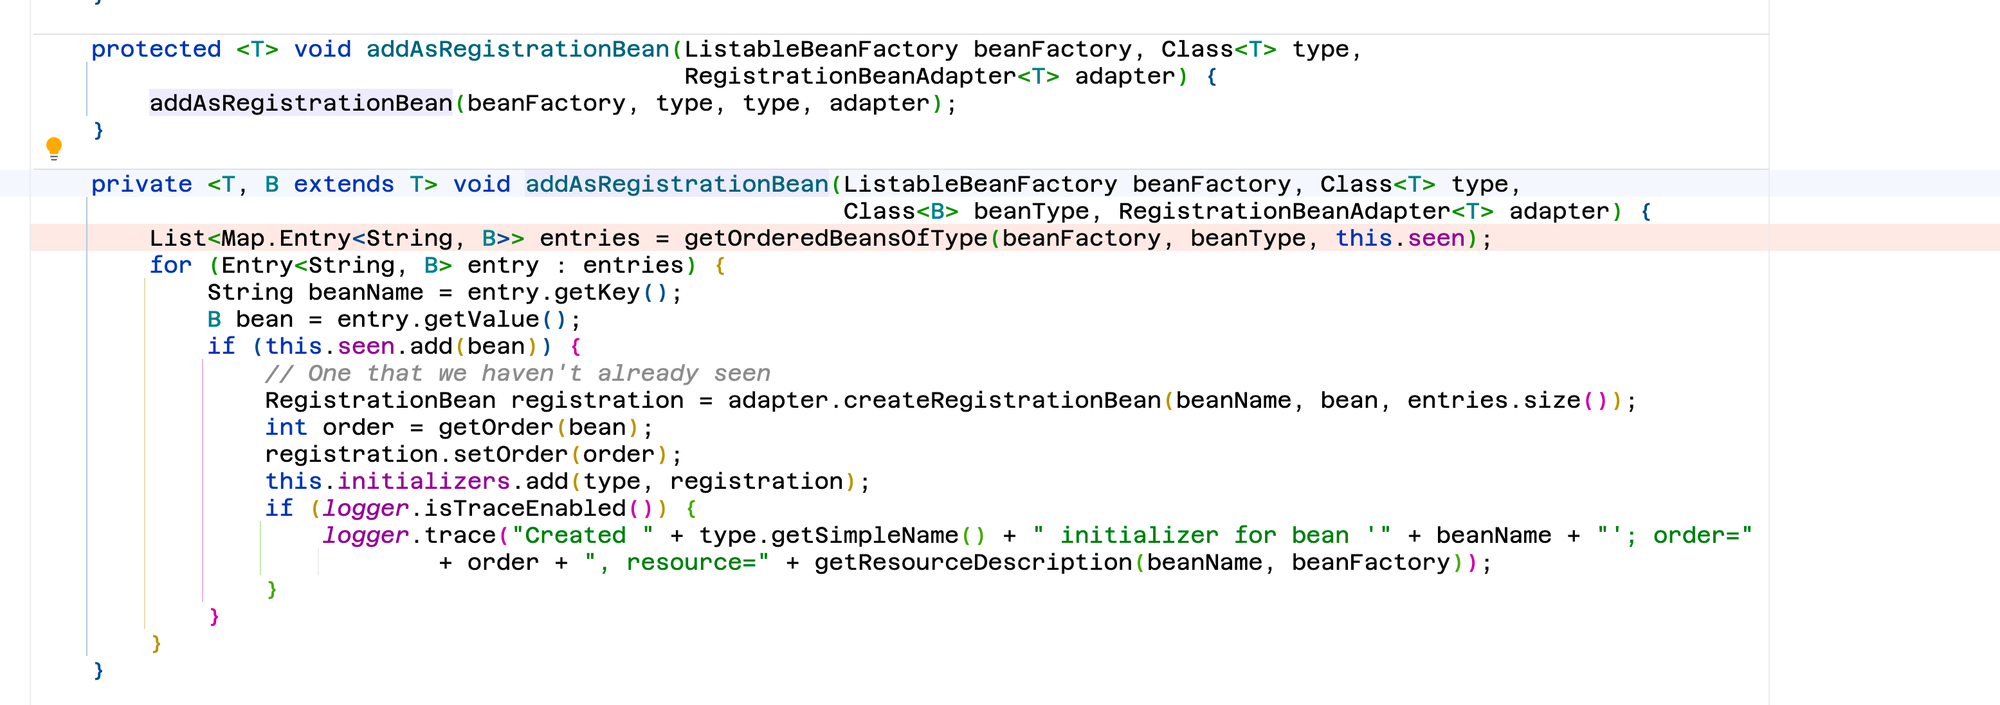 }
protected <T> void addAsRegistrationBean(ListableBeanFactory beanFactory, Class<T> type,
RegistrationBeanAdapter<T> adapter) {
addAsRegistrationBean(beanFactory, type, type, adapter);
}
private <T, B extends T> void addAsRegistrationBean(ListableBeanFactory beanFactory, Class<T> type,
Class<B> beanType, RegistrationBeanAdapter<T> adapter) {
List<Map.Entry<String, B>> entries = getOrderedBeansOfType(beanFactory, beanType, this.seen);
for (Entry<String, B> entry : entries) {
String beanName = entry.getKey();
B bean = entry.getValue();
if (this.seen.add(bean)) {
// One that we haven't already seen
RegistrationBean registration = adapter.createRegistrationBean(beanName, bean, entries.size());
int order = getOrder(bean);
registration.setOrder(order);
this.initializers.add(type, registration);
if (logger.isTraceEnabled()) {
logger.trace("Created " + type.getSimpleName() + " initializer for bean '" + beanName + "'; order="
+ order + ", resource=" + getResourceDescription(beanName, beanFactory));
}
}
}
}